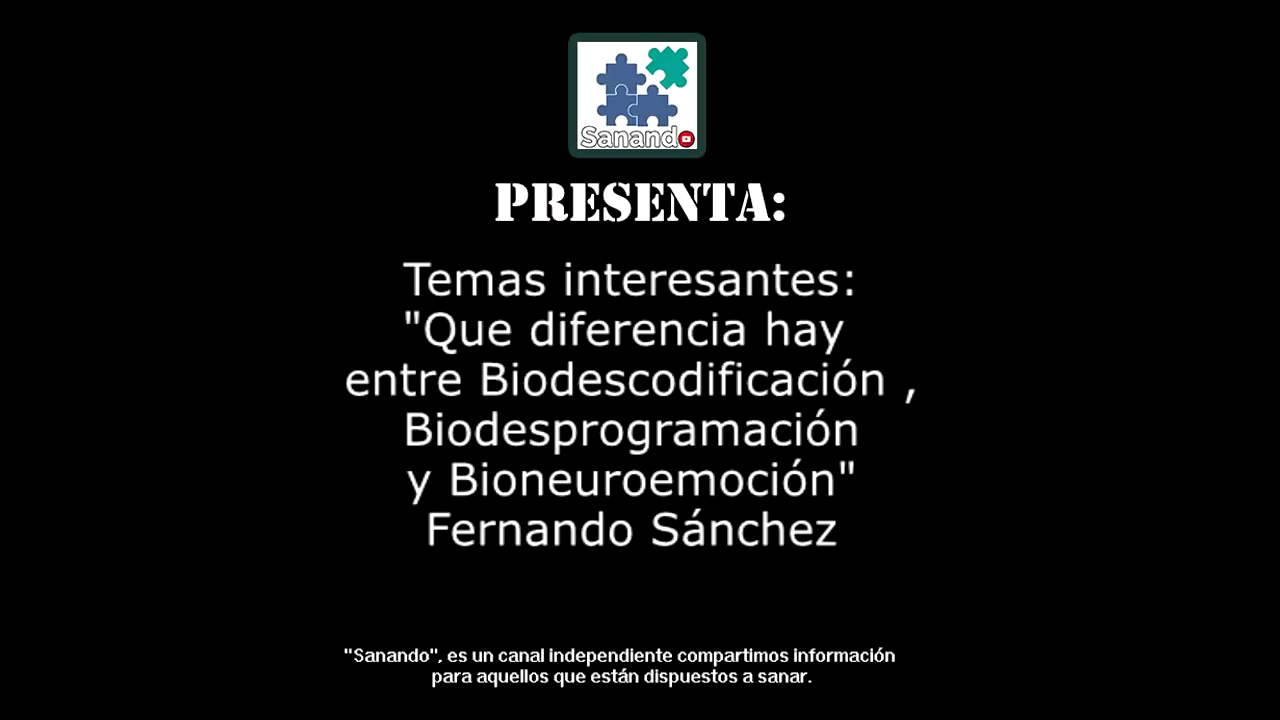 Sanando
PRESENTA:
Temas interesantes:
"Que diferencia hay
entre Biodescodificación ,
Biodesprogramación
y Bioneuroemoción"
Fernando Sánchez
"Sanando", es un canal independiente compartimos información
para aquellos que están dispuestos a sanar.